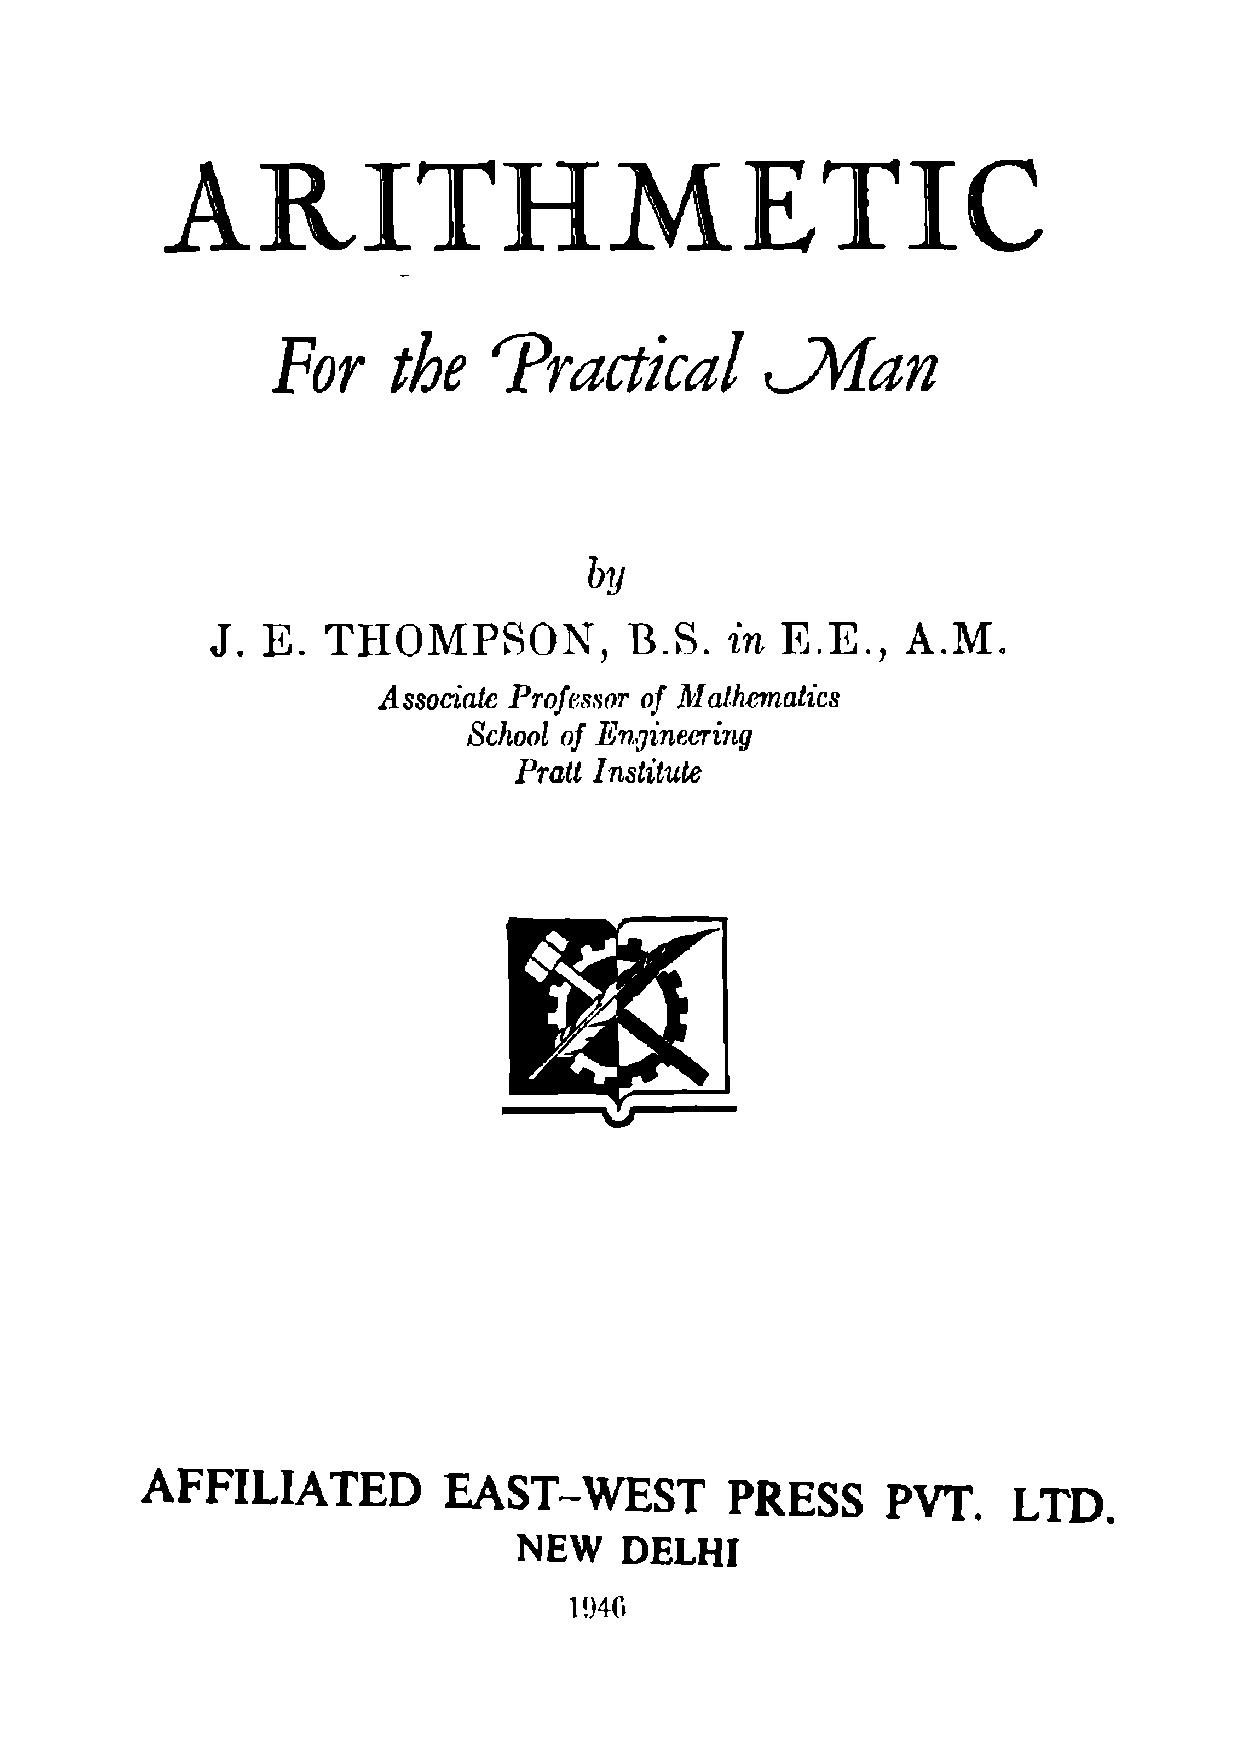 ARITHMETIC
For the Practical Man
by
J. E. THOMPSON, B.S. in E.E., A.M.
Associate Professor of Mathematics
School of Engineering
Pratt Institute
AFFILIATED EAST-WEST PRESS PVT. LTD.
NEW DELHI
1946